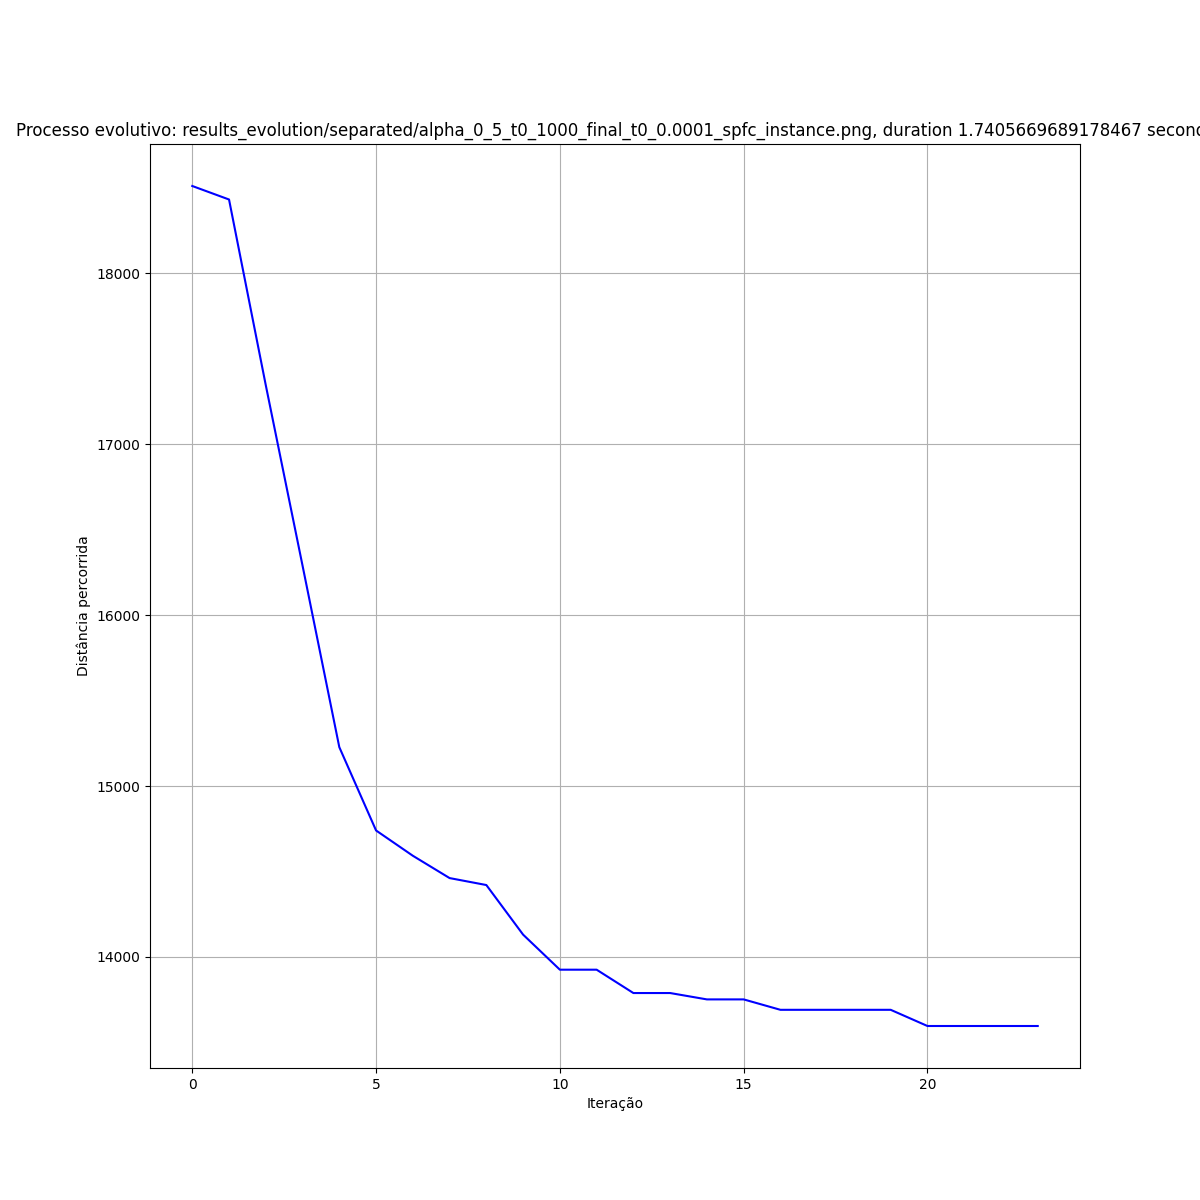 Processo evolutivo: results_evolution/separated/alpha_0_5_t0_1000_final_t0_0.0001_spfc_instance.png, duration 1.7405669689178467
18000
17000
16000
15000
14000
Distância percorrida
0 5 10 15 20
Iteração